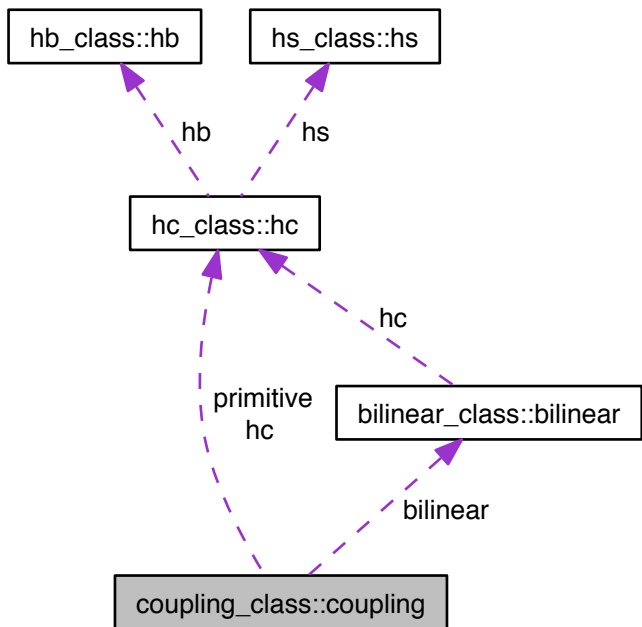 hb_class::hb
hs_class::hs
hb
hs
hc_class::hc
hc
primitive
hc
bilinear_class::bilinear
bilinear
coupling_class::coupling